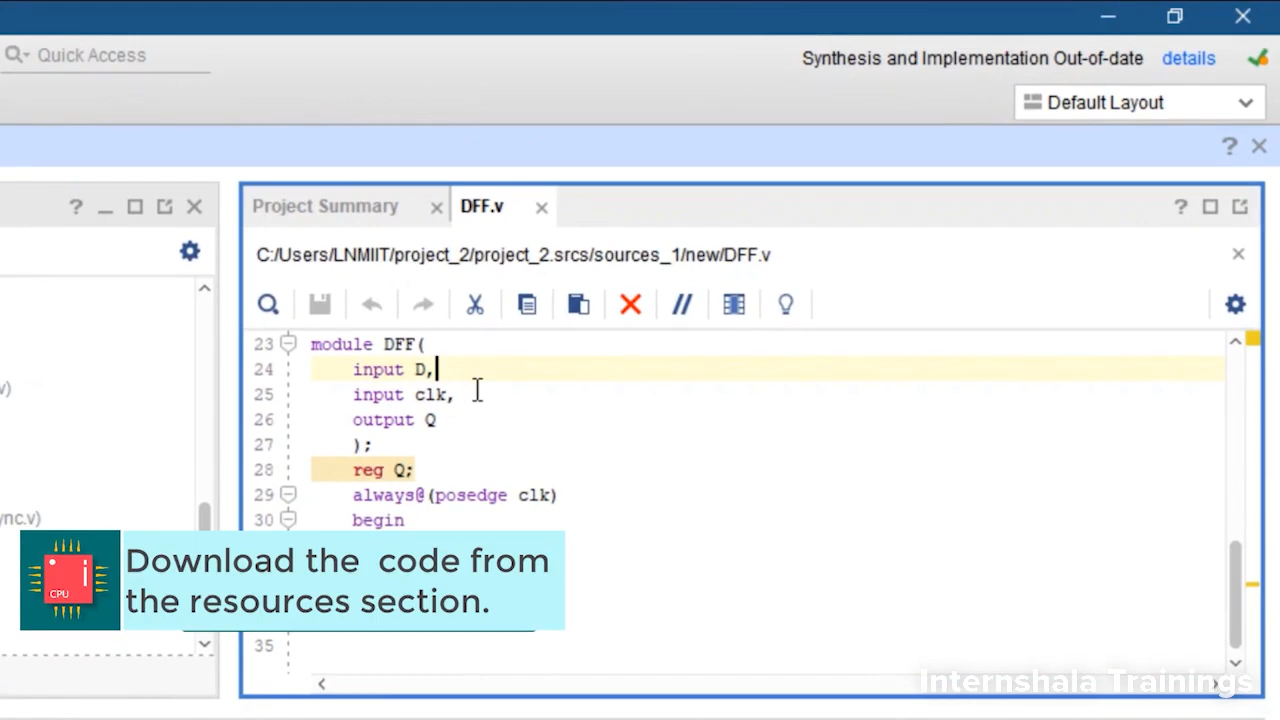 Quick Access
Synthesis and Implementation Out-of-date details
Default Layout
?
?
Project Summary
DFF.v
?
C:/Users/LNMIIT/project_2/project_2.srcs/sources_1/new/DFF.v
//
23 module DFF(
24 input D,
25 input clk,
26 output Q
27 );
28 reg Q;
29 always@(posedge clk)
30 begin
v)
nc.v)
CPU
i
Download the code from
the resources section.
35
Internshala Trainings